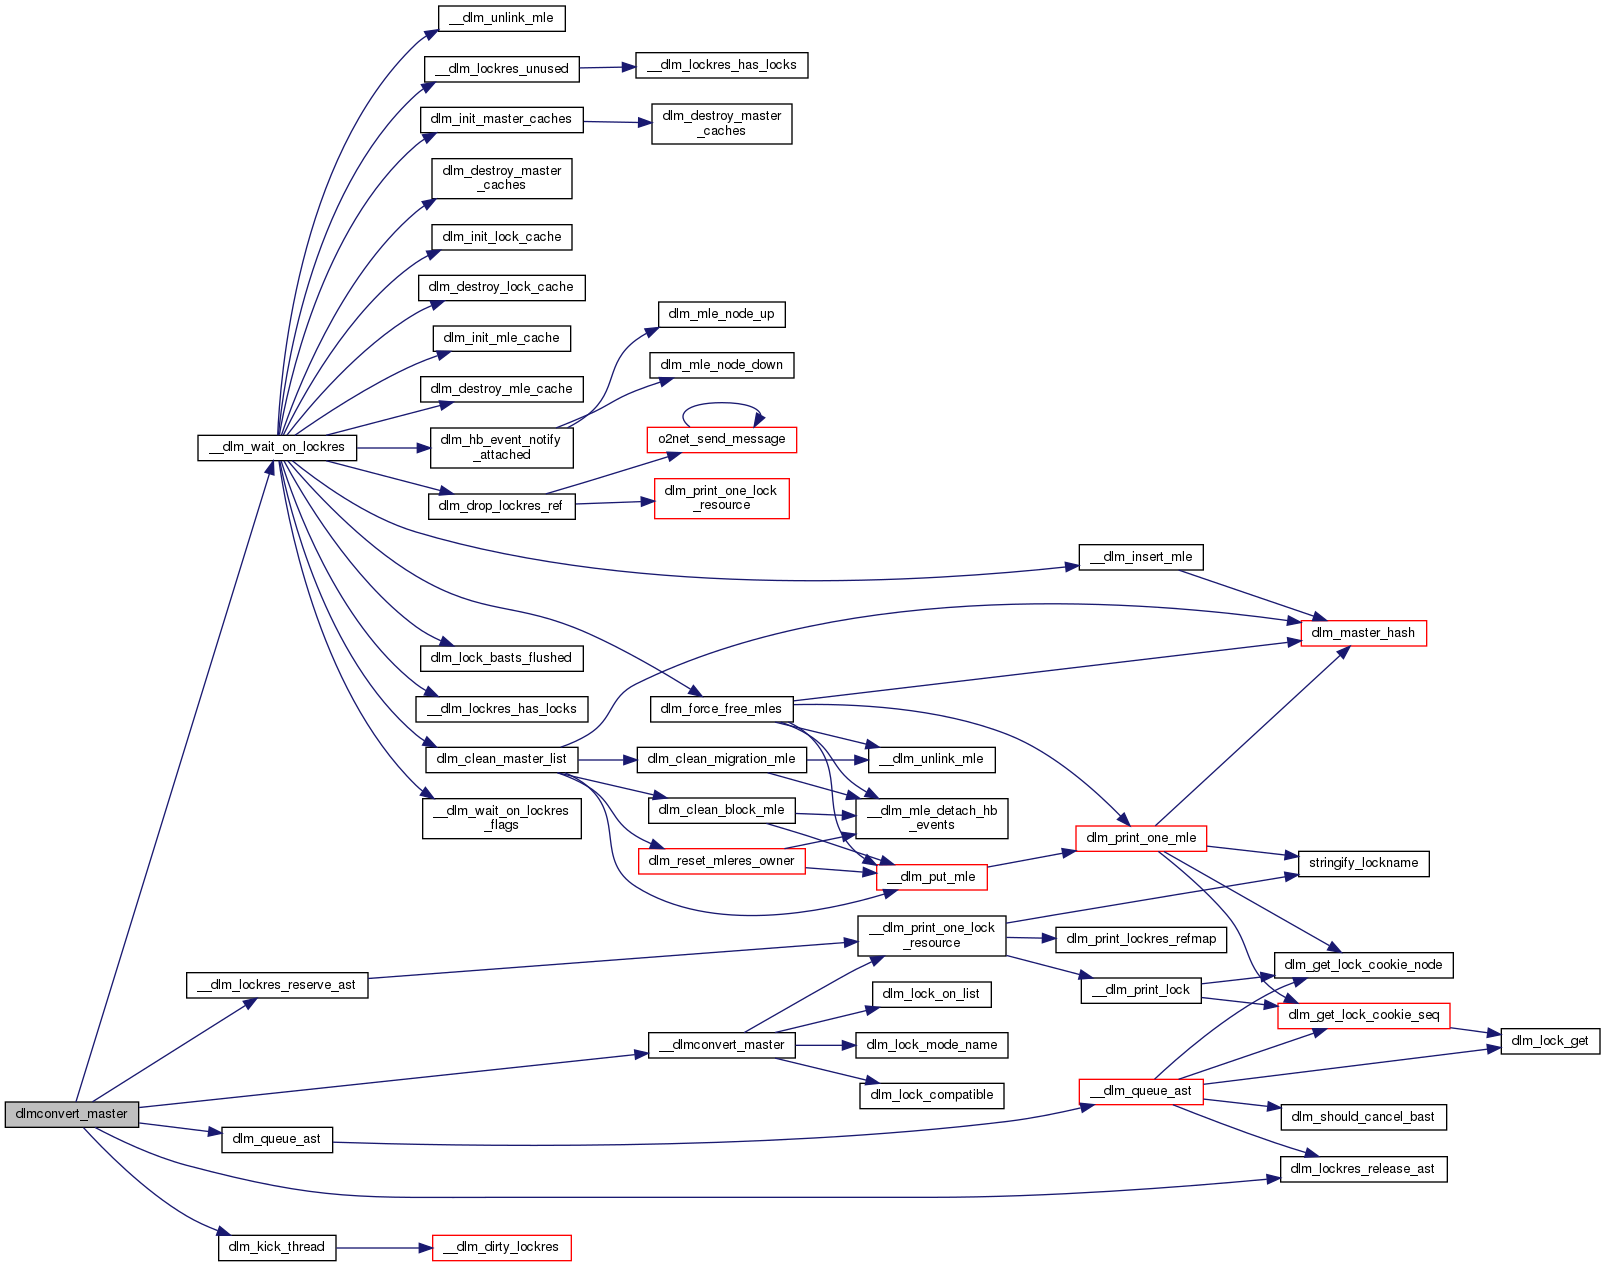 __dlm_unlink_mle
__dlm_lockres_unused
__dlm_lockres_has_locks
dlm_init_master_caches
dlm_destroy_master
_caches
dlm_destroy_master
_caches
dlm_init_lock_cache
dlm_destroy_lock_cache
dlm_mle_node_up
dlm_init_mle_cache
dlm_mle_node_down
dlm_destroy_mle_cache
__dlm_wait_on_lockres
dlm_hb_event_notify
_attached
o2net_send_message
dlm_drop_lockres_ref
dlm_print_one_lock
_resource
__dlm_insert_mle
dlm_master_hash
dlm_lock_basts_flushed
__dlm_lockres_has_locks
dlm_force_free_mles
dlm_clean_master_list
dlm_clean_migration_mle
__dlm_unlink_mle
__dlm_wait_on_lockres
_flags
dlm_clean_block_mle
__dlm_mle_detach_hb
_events
dlm_print_one_mle
dlm_reset_mleres_owner
stringify_lockname
__dlm_put_mle
__dlm_print_one_lock
_resource
dlm_print_lockres_refmap
dlm_get_lock_cookie_node
__dlm_lockres_reserve_ast
dlm_lock_on_list
__dlm_print_lock
dlm_get_lock_cookie_seq
__dlmconvert_master
dlm_lock_mode_name
dlm_lock_get
dlm_lock_compatible
__dlm_queue_ast
dlmconvert_master
dlm_should_cancel_bast
dlm_queue_ast
dlm_lockres_release_ast
dlm_kick_thread
__dlm_dirty_lockres